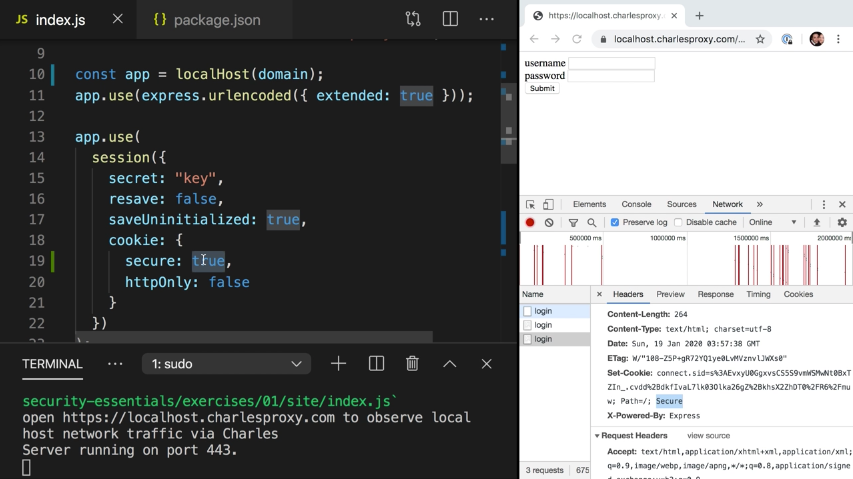 JS index.js
{} package.json
9
10 const app = localHost(domain);
11 app.use(express.urlencoded({ extended: true }));
12
13 app.use(
14 session({
15 secret: "key",
16 resave: false,
17 saveUninitialized: true,
18 cookie: {
19 secure: true,
20 httpOnly: false
21 }
22 })
TERMINAL
1: sudo
security-essentials/exercises/01/site/index.js`
open https://localhost.charlesproxy.com to observe local
host network traffic via Charles
Server running on port 443.
https://localhost.charlesproxy.
localhost.charlesproxy.com/...
username
password
Submit
Elements Console Sources Network »
Preserve log Disable cache Online
500000 ms 1000000 ms 1500000 ms 2000000 ms
Name
login
login
login
3 requests 675
Headers Preview Response Timing Cookies
Content-Length: 264
Content-Type: text/html; charset=utf-8
Date: Sun, 19 Jan 2020 03:57:38 GMT
ETag: W/"108-Z5P+gR72YQ1ye0LvMVznvlJWXs0"
Set-Cookie: connect.sid=s%3AEvxyU0GgxvsCS5S9vmWSMwNt0BxT
ZIn_.cvdd%2BdkfIvaL7lk03Olka26gZ%2BkhsX2ZhDT0%2FR6%2Fmu
w; Path=/; Secure
X-Powered-By: Express
Request Headers view source
Accept: text/html,application/xhtml+xml,application/xml;
q=0.9,image/webp,image/apng,*/*;q=0.8,application/signe